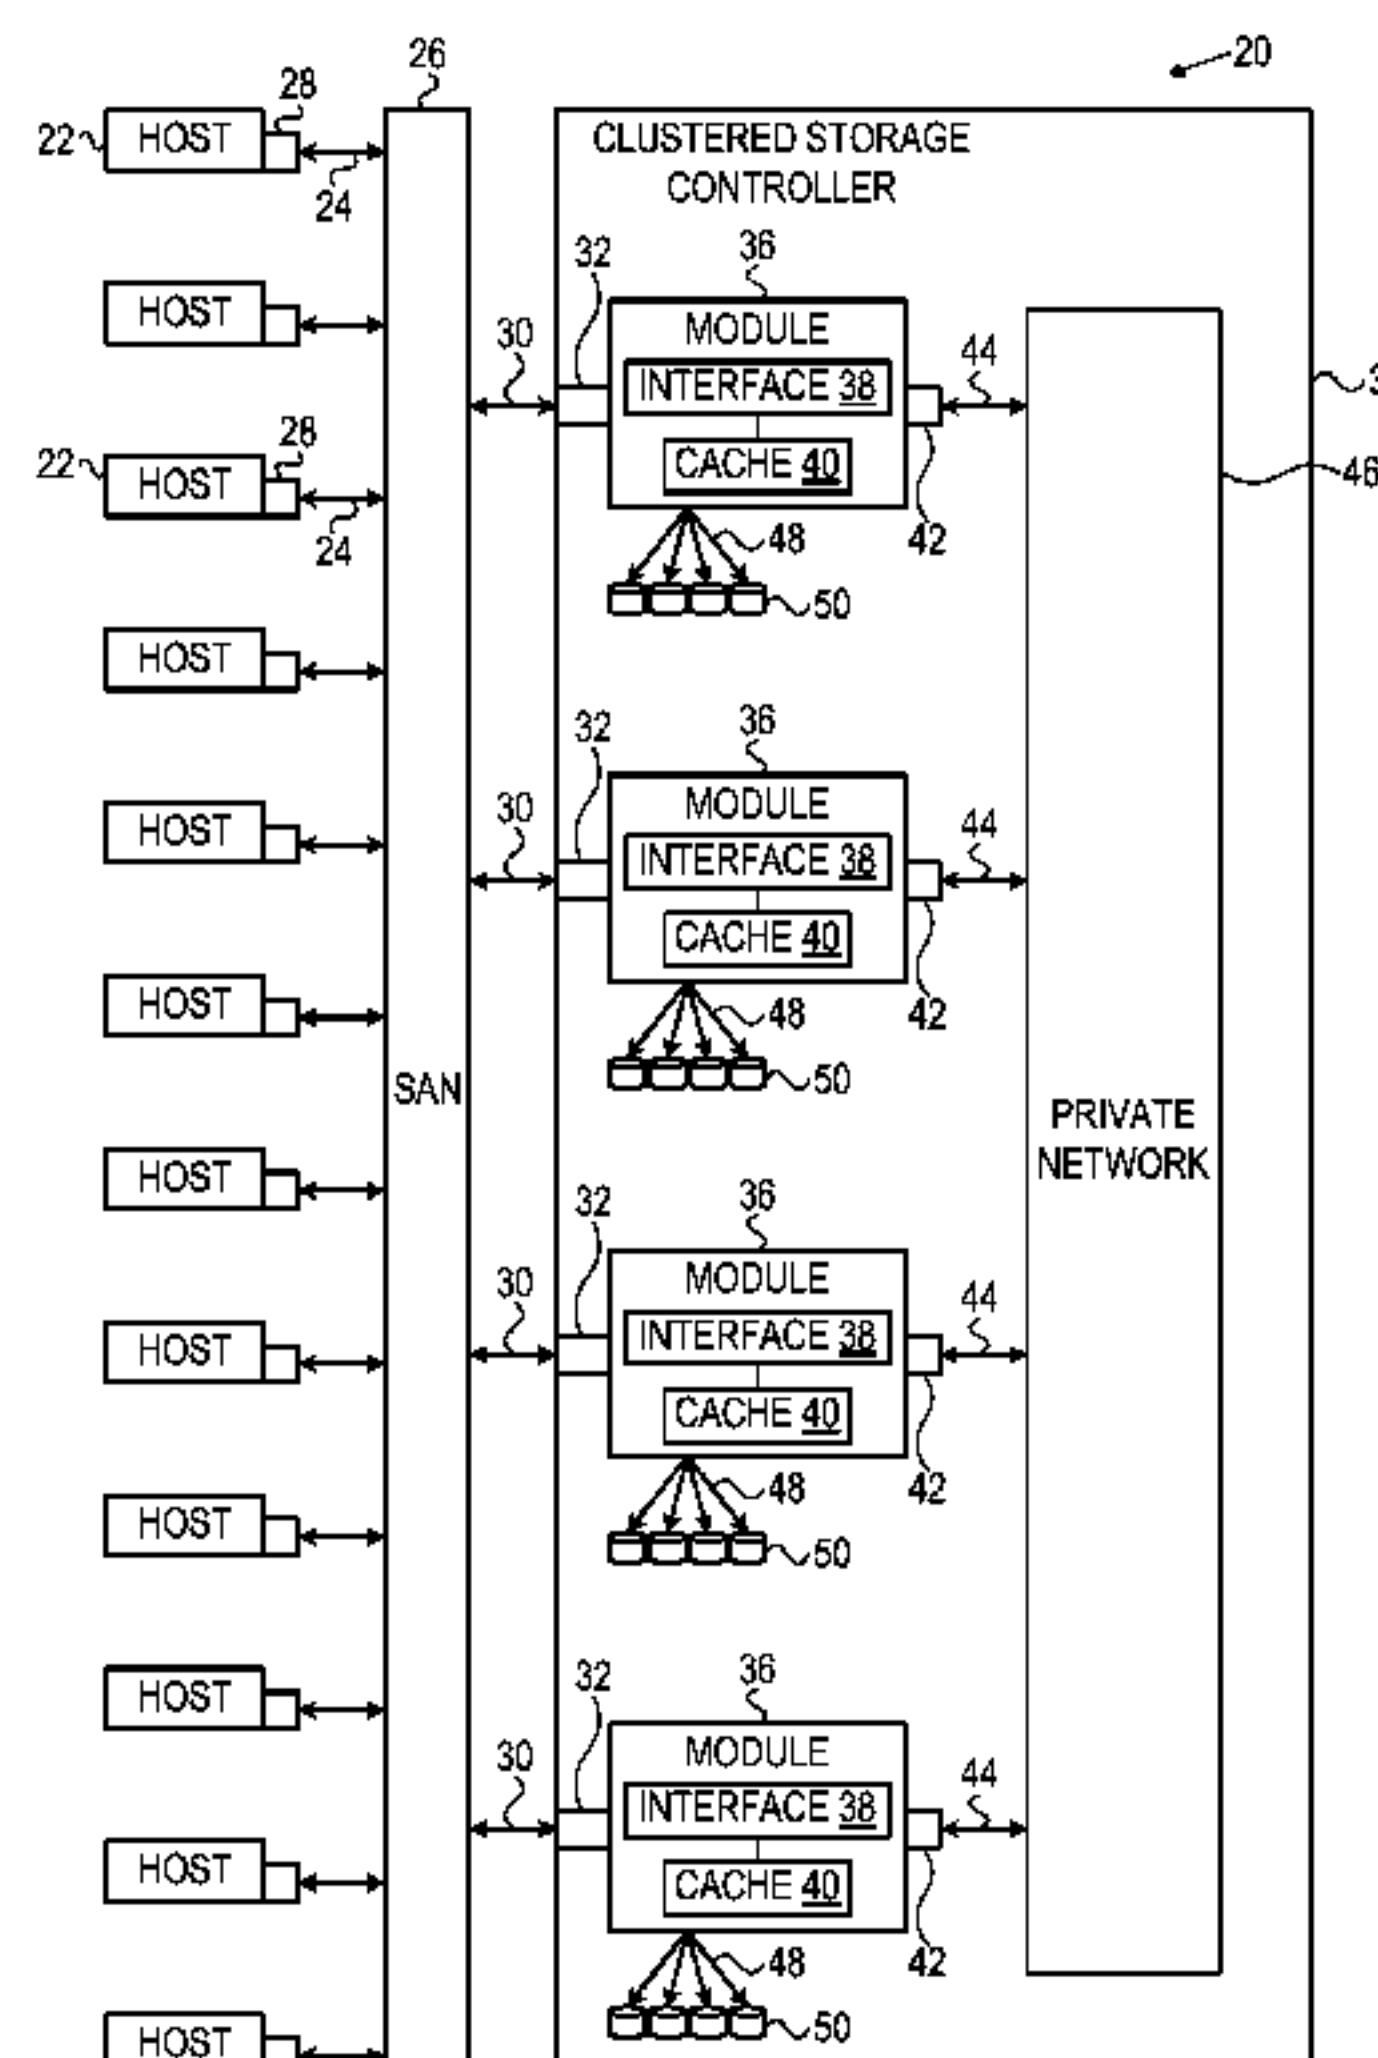 20
26
28
22
HOST
24
CLUSTERED STORAGE
CONTROLLER
HOST
28
22
HOST
24
HOST
HOST
HOST
HOST
HOST
HOST
HOST
HOST
HOST
SAN
32
36
30
MODULE
INTERFACE 38
CACHE 40
44
42
48
50
32
36
30
MODULE
INTERFACE 38
CACHE 40
44
42
48
50
32
36
30
MODULE
INTERFACE 38
CACHE 40
44
42
48
50
32
36
30
MODULE
INTERFACE 38
CACHE 40
44
42
48
50
PRIVATE
NETWORK
46